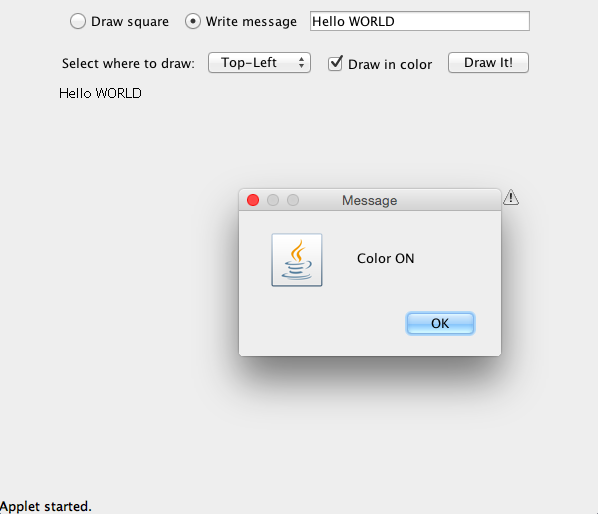 Draw square Write message Hello WORLD
Select where to draw: Top-Left Draw in color Draw It!
Hello WORLD
Message
Color ON
OK
Applet started.